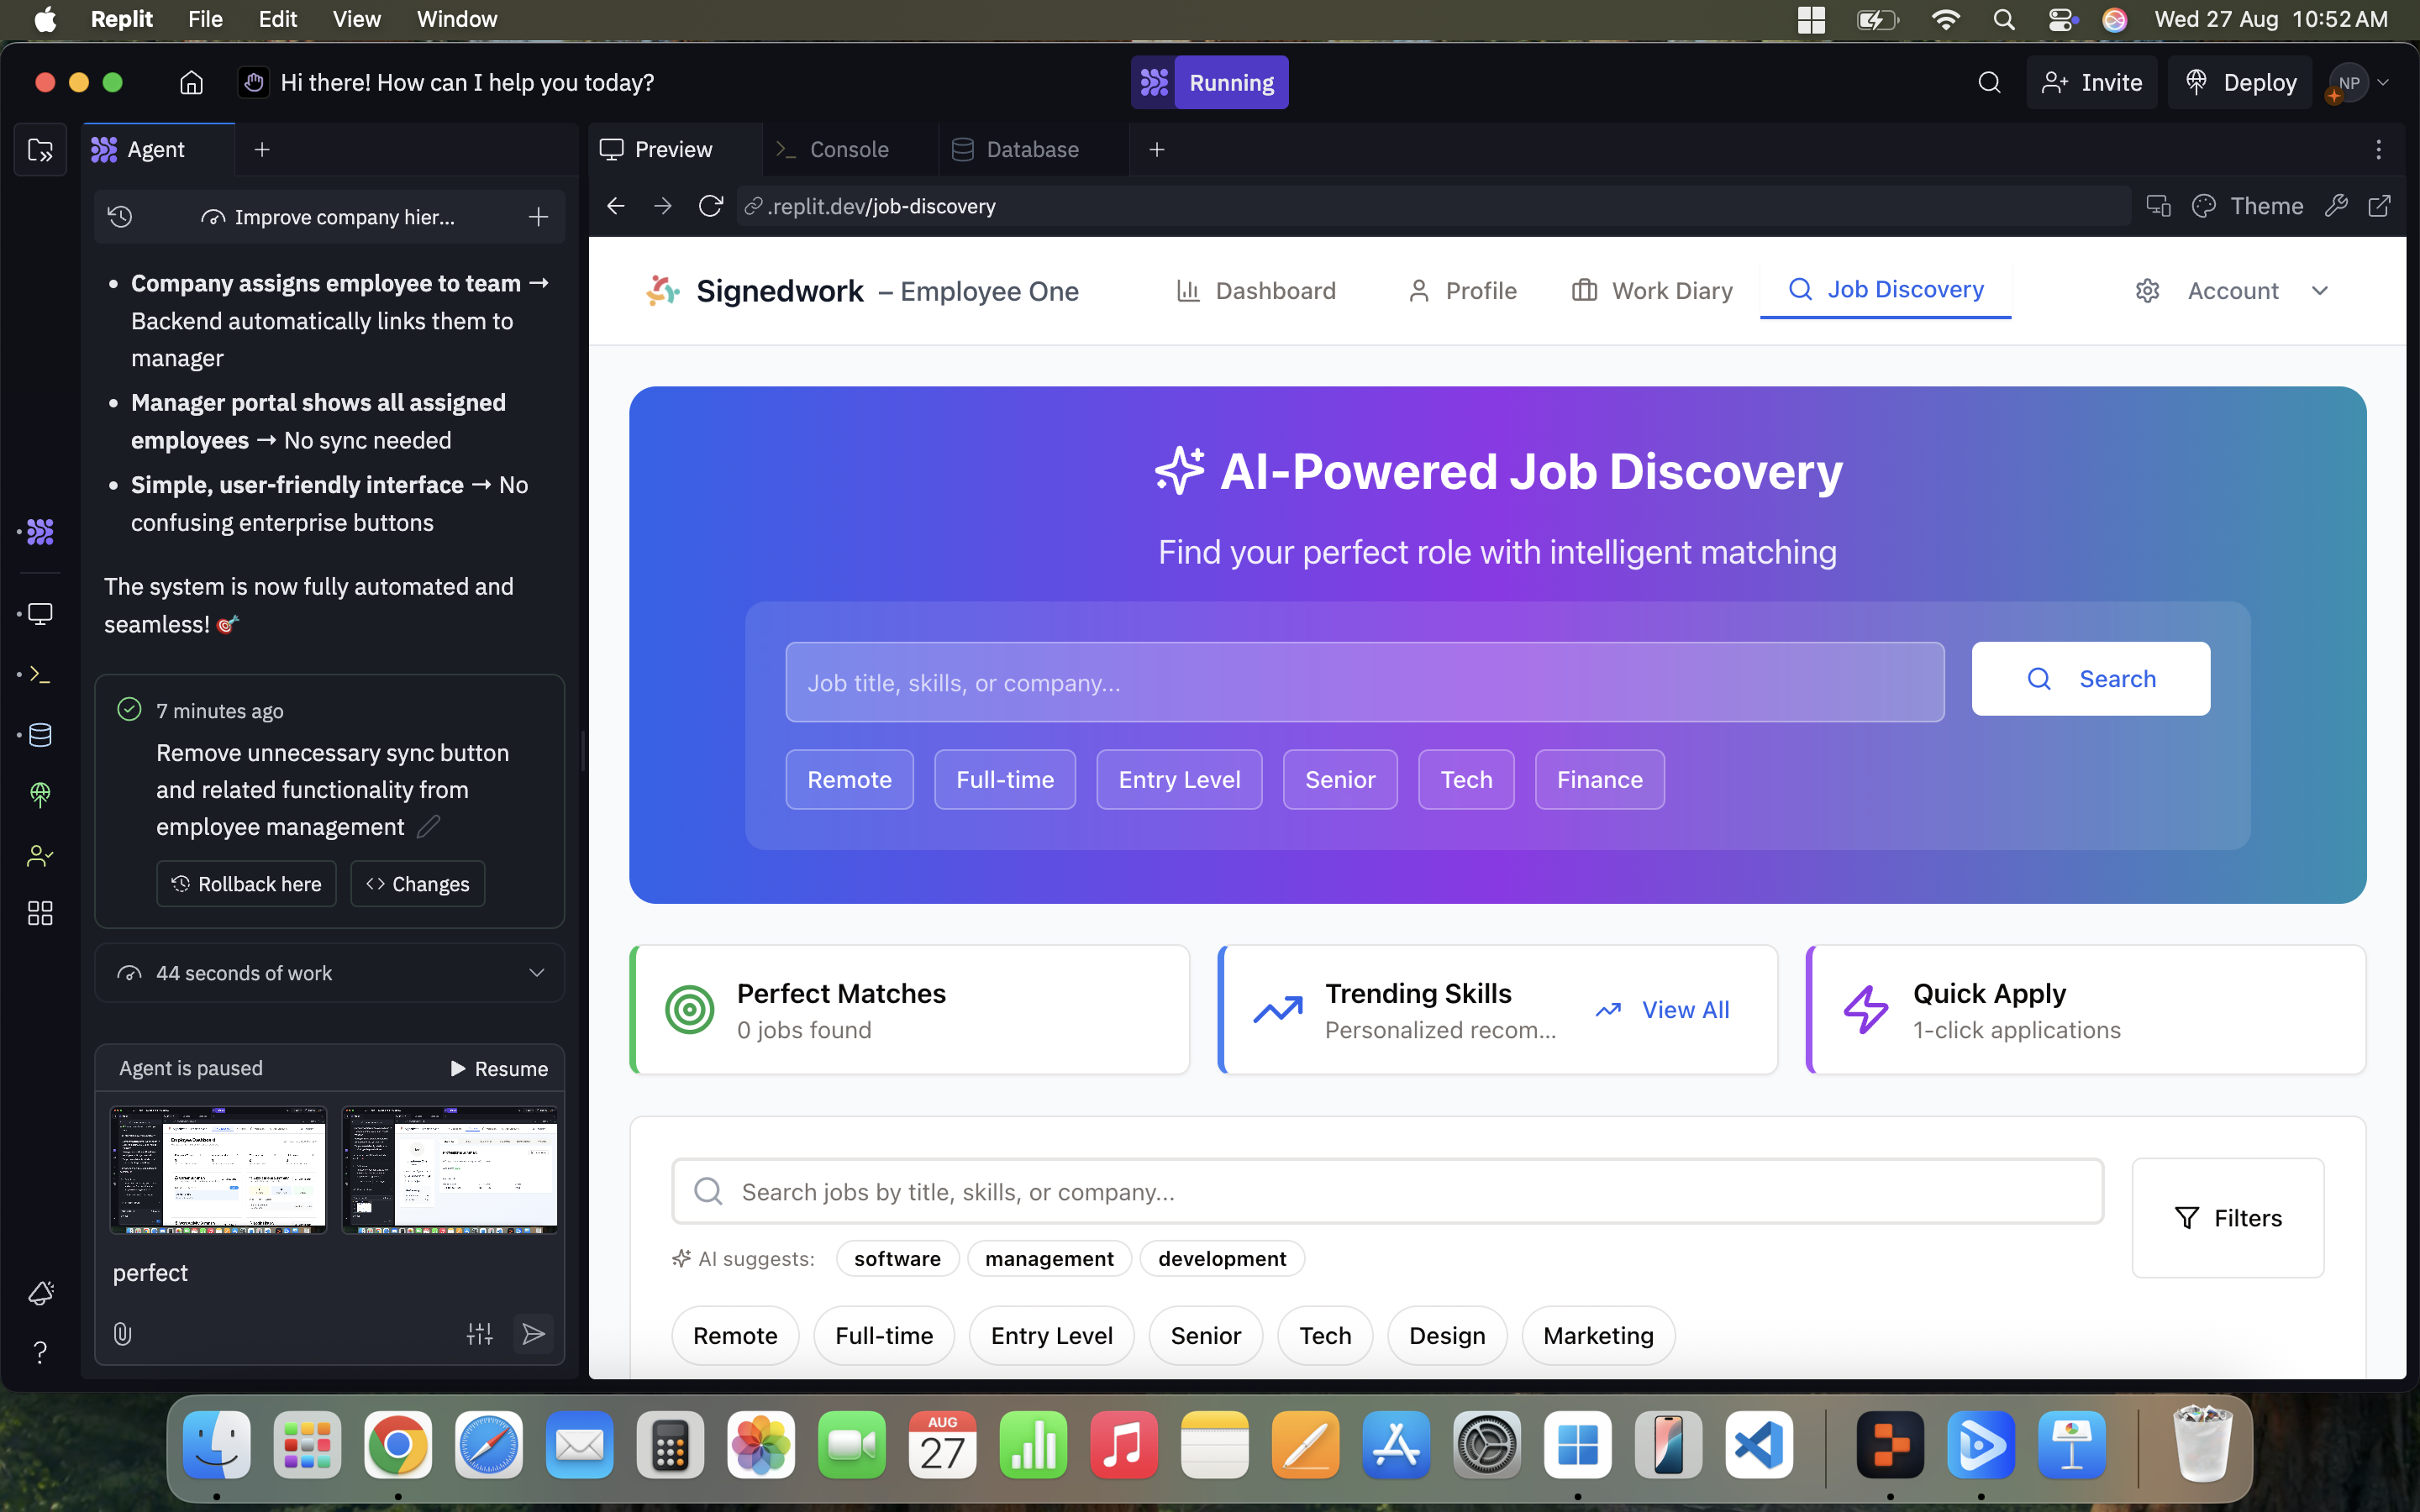 Replit File Edit View Window
Wed 27 Aug 10:52 AM
Hi there! How can I help you today?
Running
Invite
Deploy
NP
Agent
Improve company hier...
Company assigns employee to team →
Backend automatically links them to
manager
Manager portal shows all assigned
employees → No sync needed
Simple, user-friendly interface → No
confusing enterprise buttons
The system is now fully automated and
seamless! 🎯
7 minutes ago
Remove unnecessary sync button
and related functionality from
employee management
Rollback here
Changes
44 seconds of work
Agent is paused
Resume
perfect
Preview
Console
Database
.replit.dev/job-discovery
Theme
Signedwork – Employee One
Dashboard
Profile
Work Diary
Job Discovery
Account
AI-Powered Job Discovery
Find your perfect role with intelligent matching
Job title, skills, or company...
Search
Remote
Full-time
Entry Level
Senior
Tech
Finance
Perfect Matches
0 jobs found
Trending Skills
Personalized recom...
View All
Quick Apply
1-click applications
Search jobs by title, skills, or company...
Filters
AI suggests:
software
management
development
Remote
Full-time
Entry Level
Senior
Tech
Design
Marketing
AUG
27